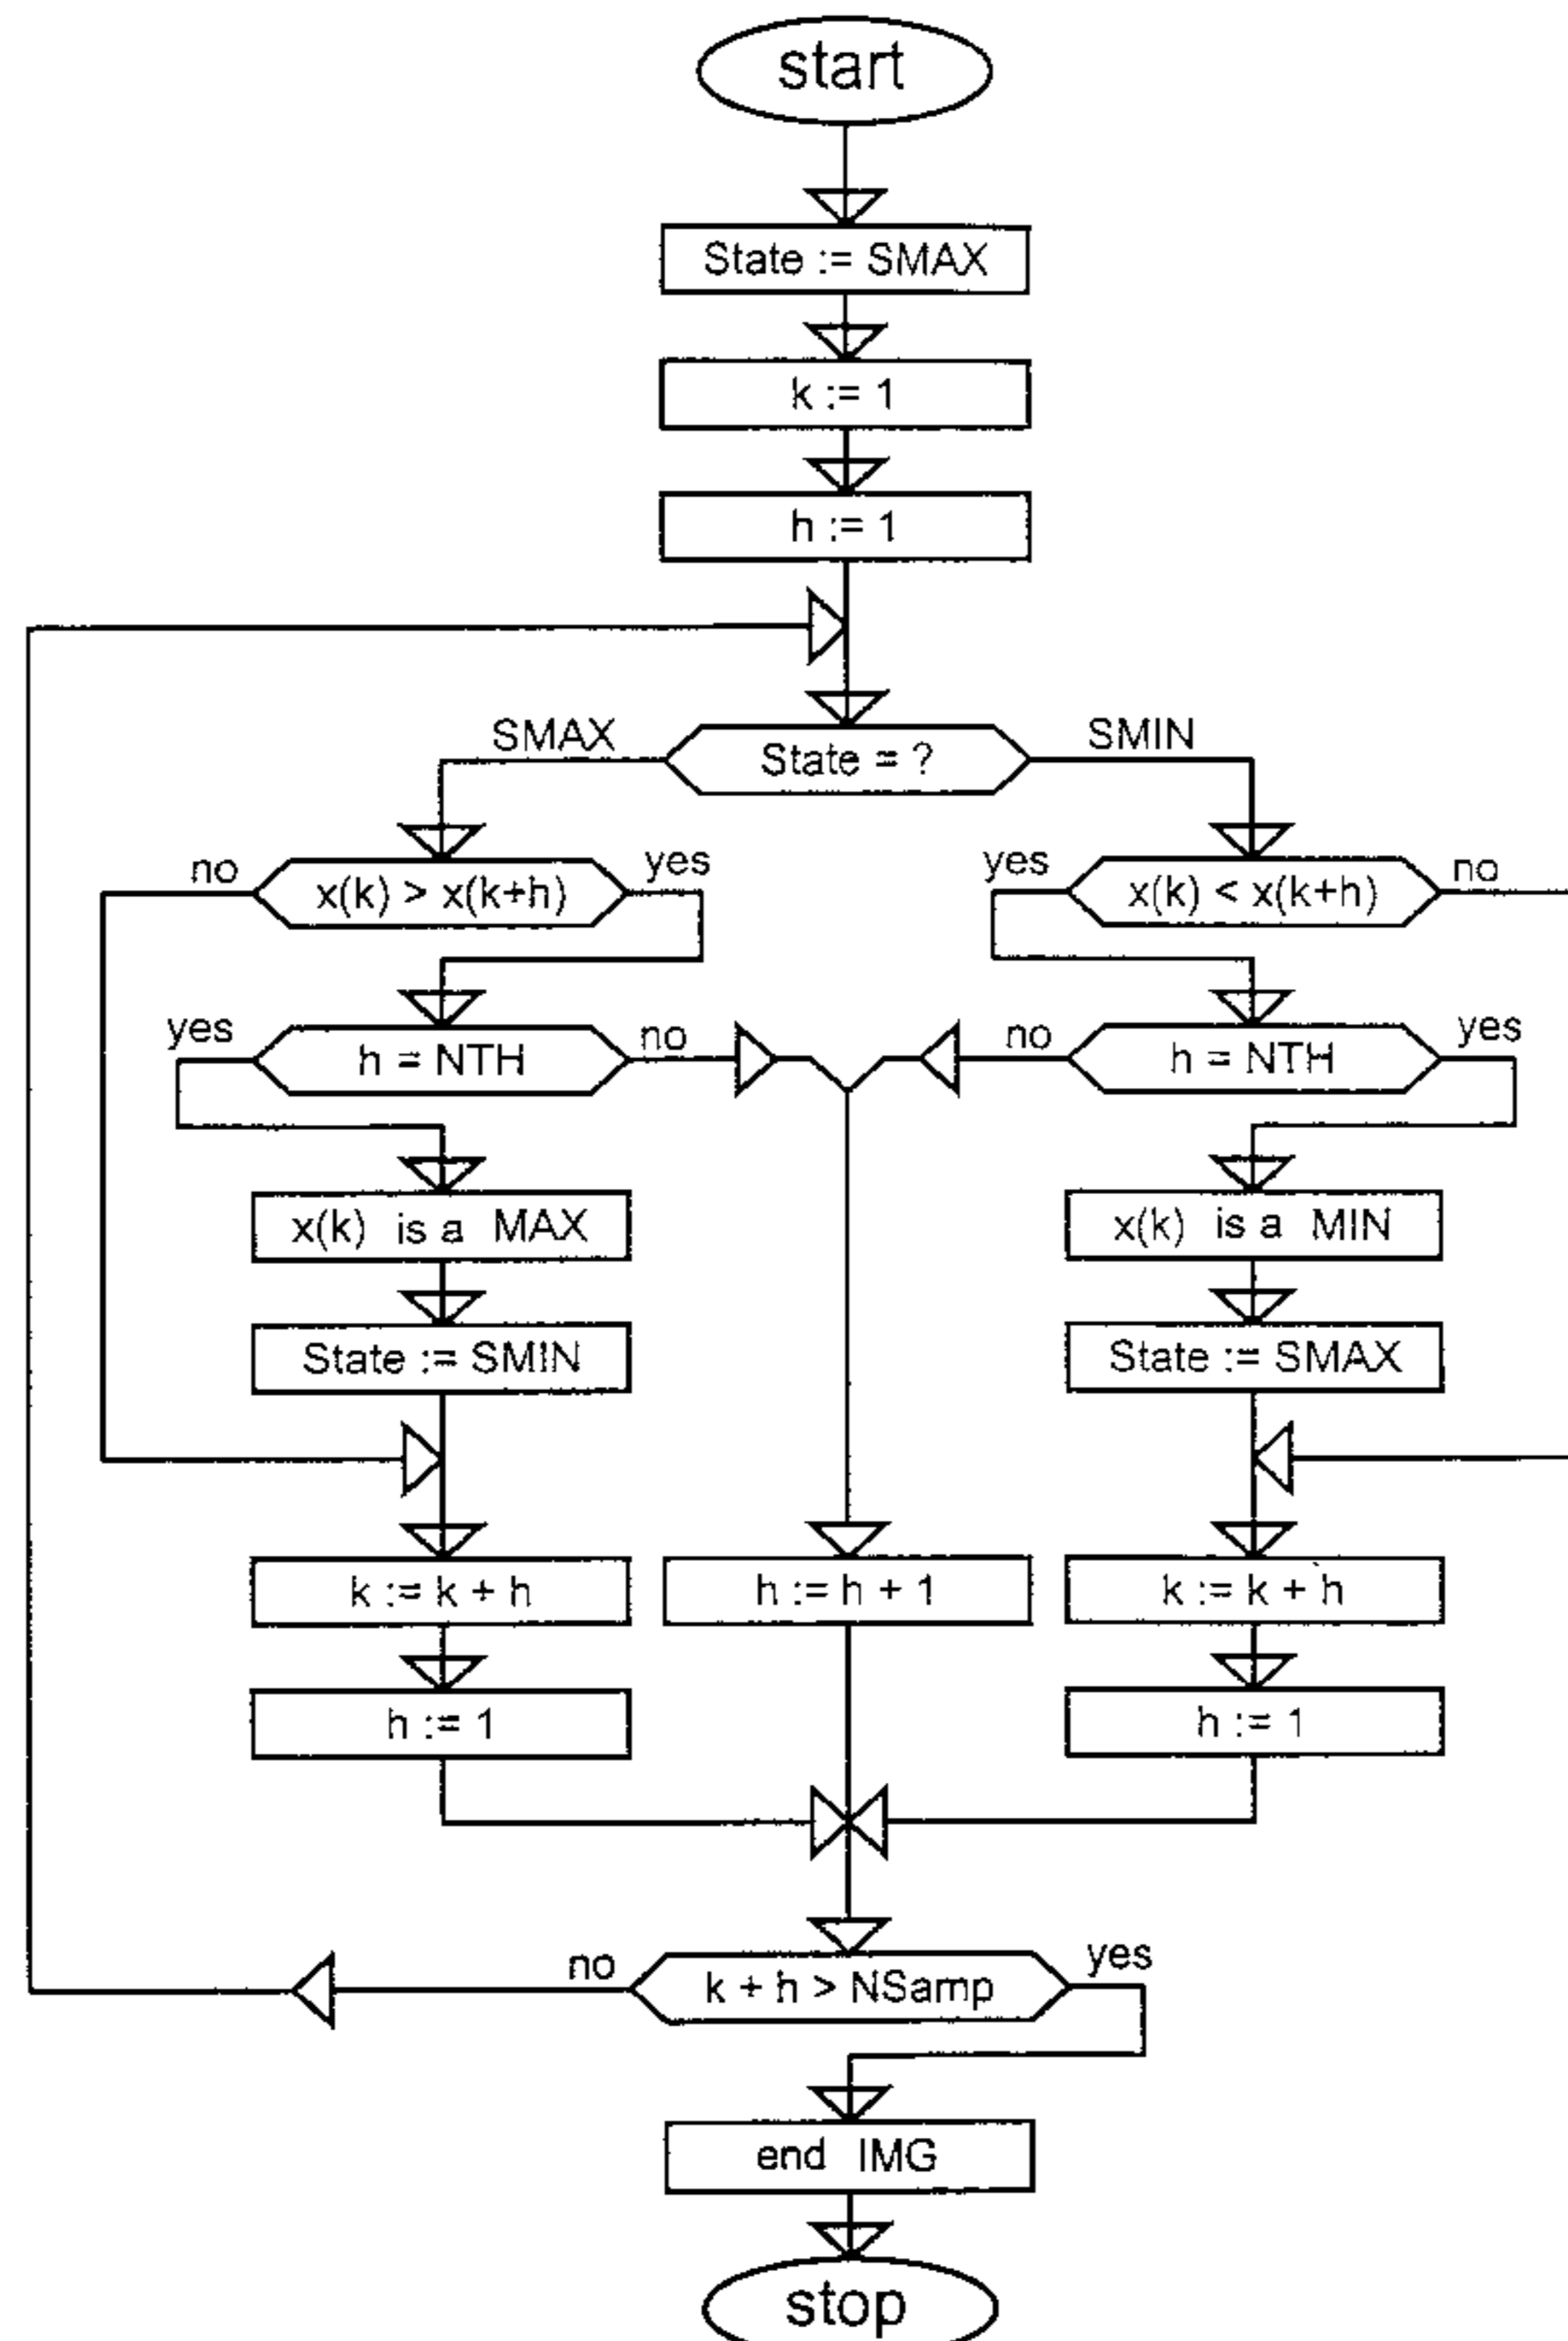 start
State := SMAX
k := 1
h := 1
SMAX State = ? SMIN
no x(k) > x(k+h) yes
yes x(k) < x(k+h) no
yes h = NTH no
no h = NTH yes
x(k) is a MAX
x(k) is a MIN
State := SMIN
State := SMAX
k := k + h
h := h + 1
k := k + h
h := 1
h := 1
no k + h > NSamp yes
end IMG
stop